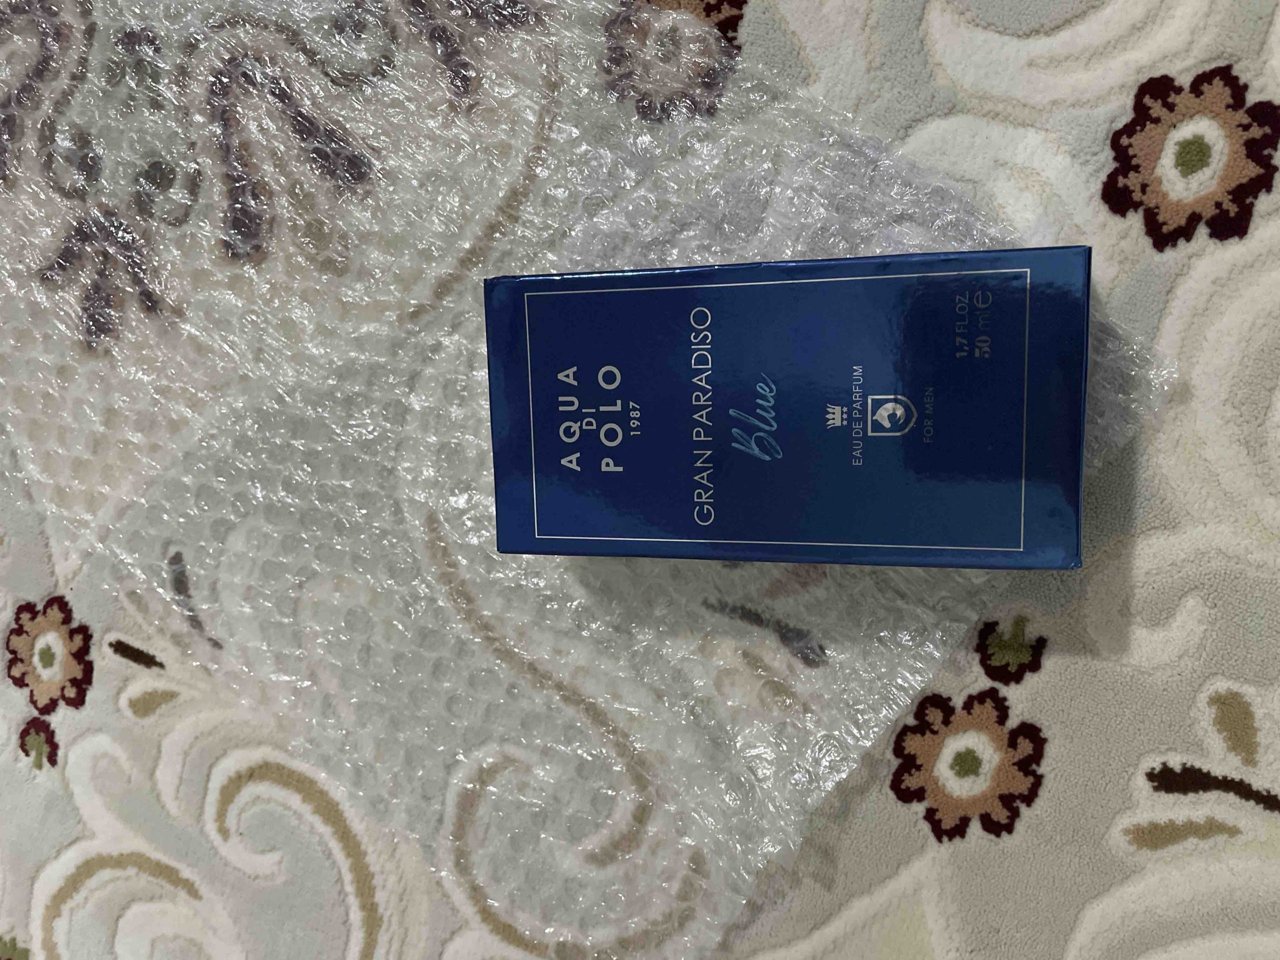 AQUA
DI
POLO
1987
GRAN PARADISO
Blue
EAU DE PARFUM
FOR MEN
1,7 FL.OZ.
50 ml e